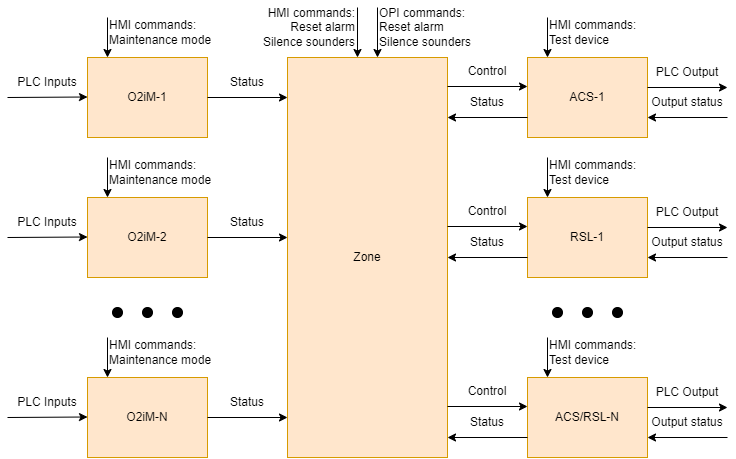 HMI commands:
Maintenance mode
HMI commands:
Reset alarm
Silence sounders
OPI commands:
Reset alarm
Silence sounders
HMI commands:
Test device
PLC Inputs
O2iM-1
Status
Control
Status
ACS-1
PLC Output
Output status
HMI commands:
Maintenance mode
HMI commands:
Test device
PLC Inputs
O2iM-2
Status
Zone
Control
Status
RSL-1
PLC Output
Output status
HMI commands:
Maintenance mode
HMI commands:
Test device
PLC Inputs
O2iM-N
Status
Control
Status
ACS/RSL-N
PLC Output
Output status